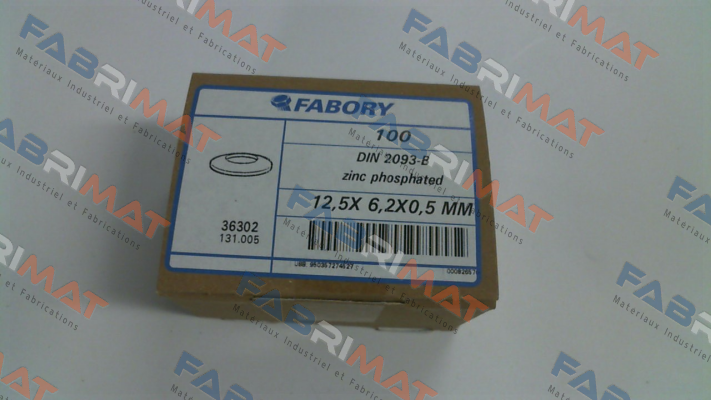 FABORY
100
DIN 2093-B
zinc phosphated
12,5X 6,2X0,5 MM
36302
131.005
FABRIMAT
Materiaux Industriel et Fabrications